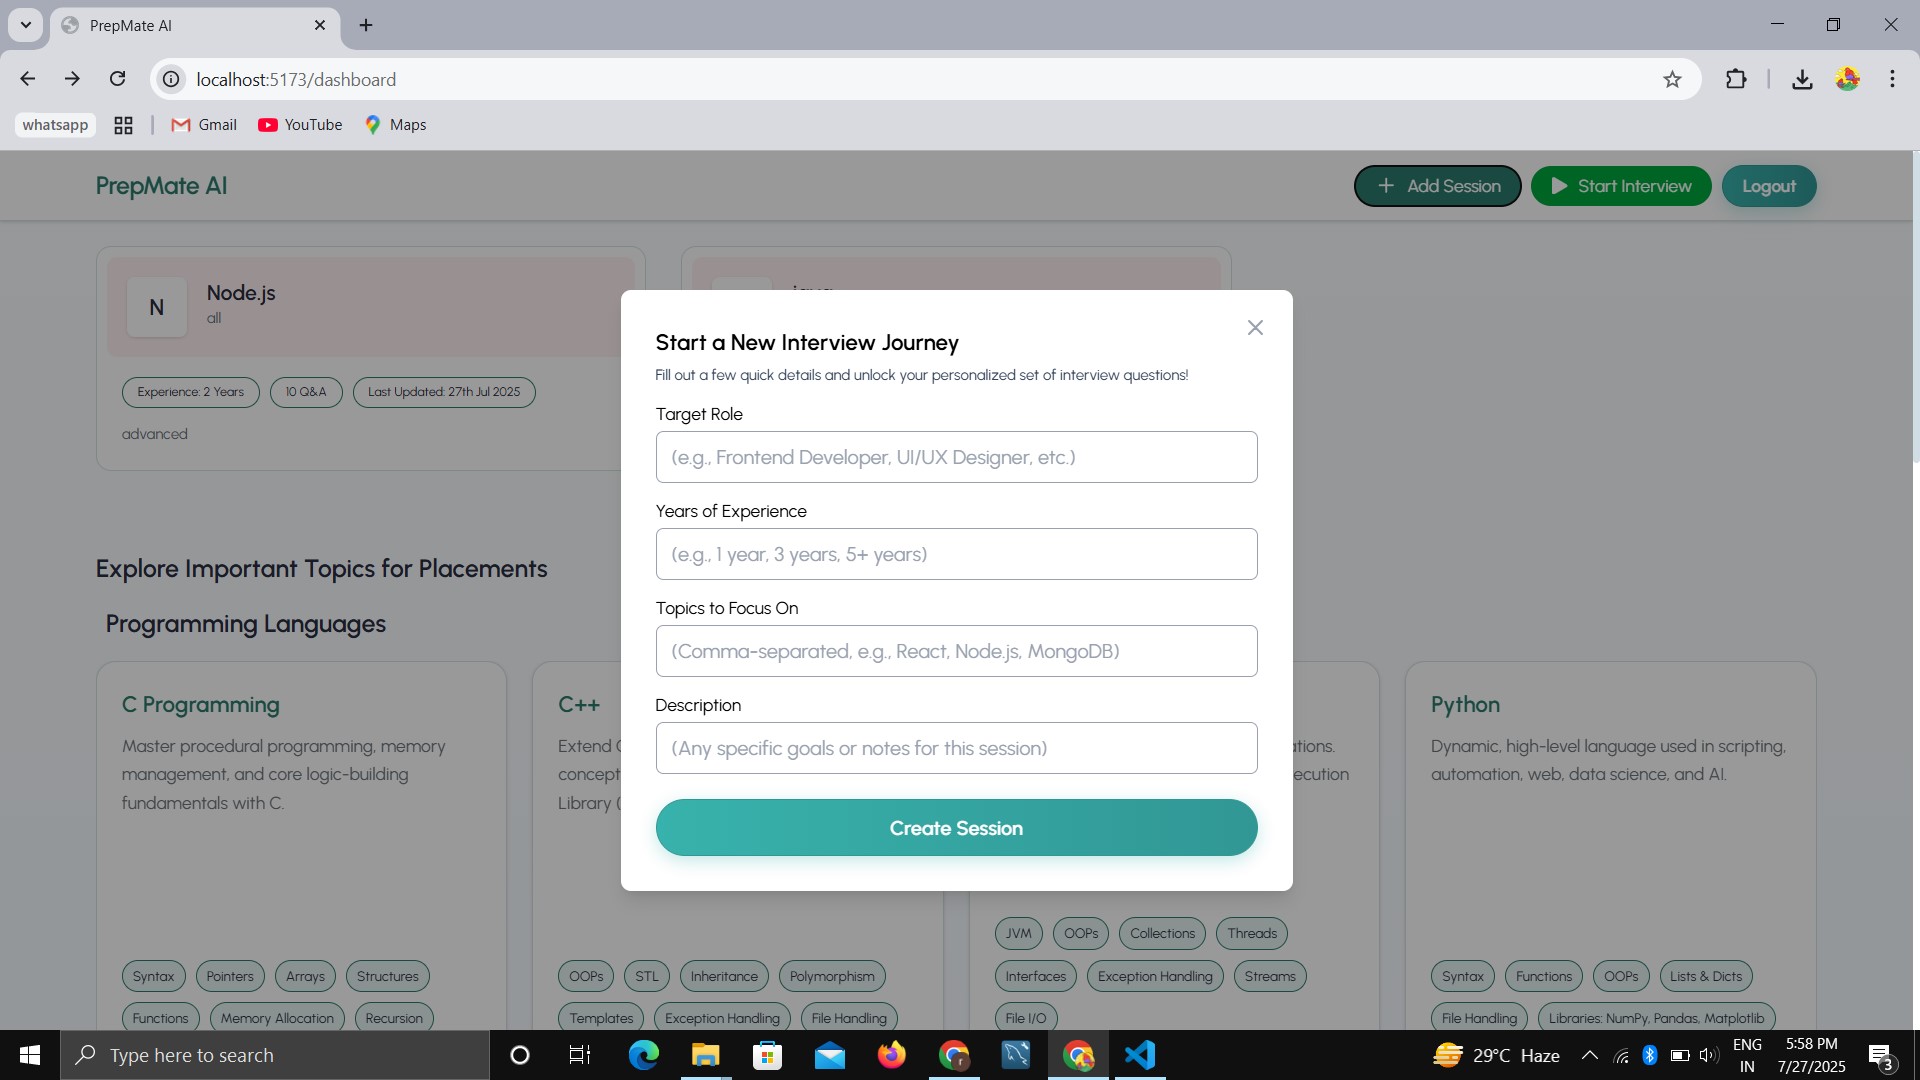 PrepMate AI
localhost:5173/dashboard
whatsapp
Gmail
YouTube
Maps
PrepMate AI
Add Session
Start Interview
Logout
N
Node.js
all
Experience: 2 Years
10 Q&A
Last Updated: 27th Jul 2025
advanced
Start a New Interview Journey
Fill out a few quick details and unlock your personalized set of interview questions!
Target Role
(e.g., Frontend Developer, UI/UX Designer, etc.)
Years of Experience
(e.g., 1 year, 3 years, 5+ years)
Topics to Focus On
(Comma-separated, e.g., React, Node.js, MongoDB)
Description
(Any specific goals or notes for this session)
Create Session
Explore Important Topics for Placements
Programming Languages
C Programming
Master procedural programming, memory
management, and core logic-building
fundamentals with C.
Syntax Pointers Arrays Structures
Functions Memory Allocation Recursion
C++
Extend
concept
Library (
OOPs STL Inheritance Polymorphism
Templates Exception Handling File Handling
JVM OOPs Collections Threads
Interfaces Exception Handling Streams
File I/O
Python
Dynamic, high-level language used in scripting,
automation, web, data science, and AI.
Syntax Functions OOPs Lists & Dicts
File Handling Libraries: NumPy, Pandas, Matplotlib
Type here to search
29°C Haze
ENG
IN
5:58 PM
7/27/2025
3